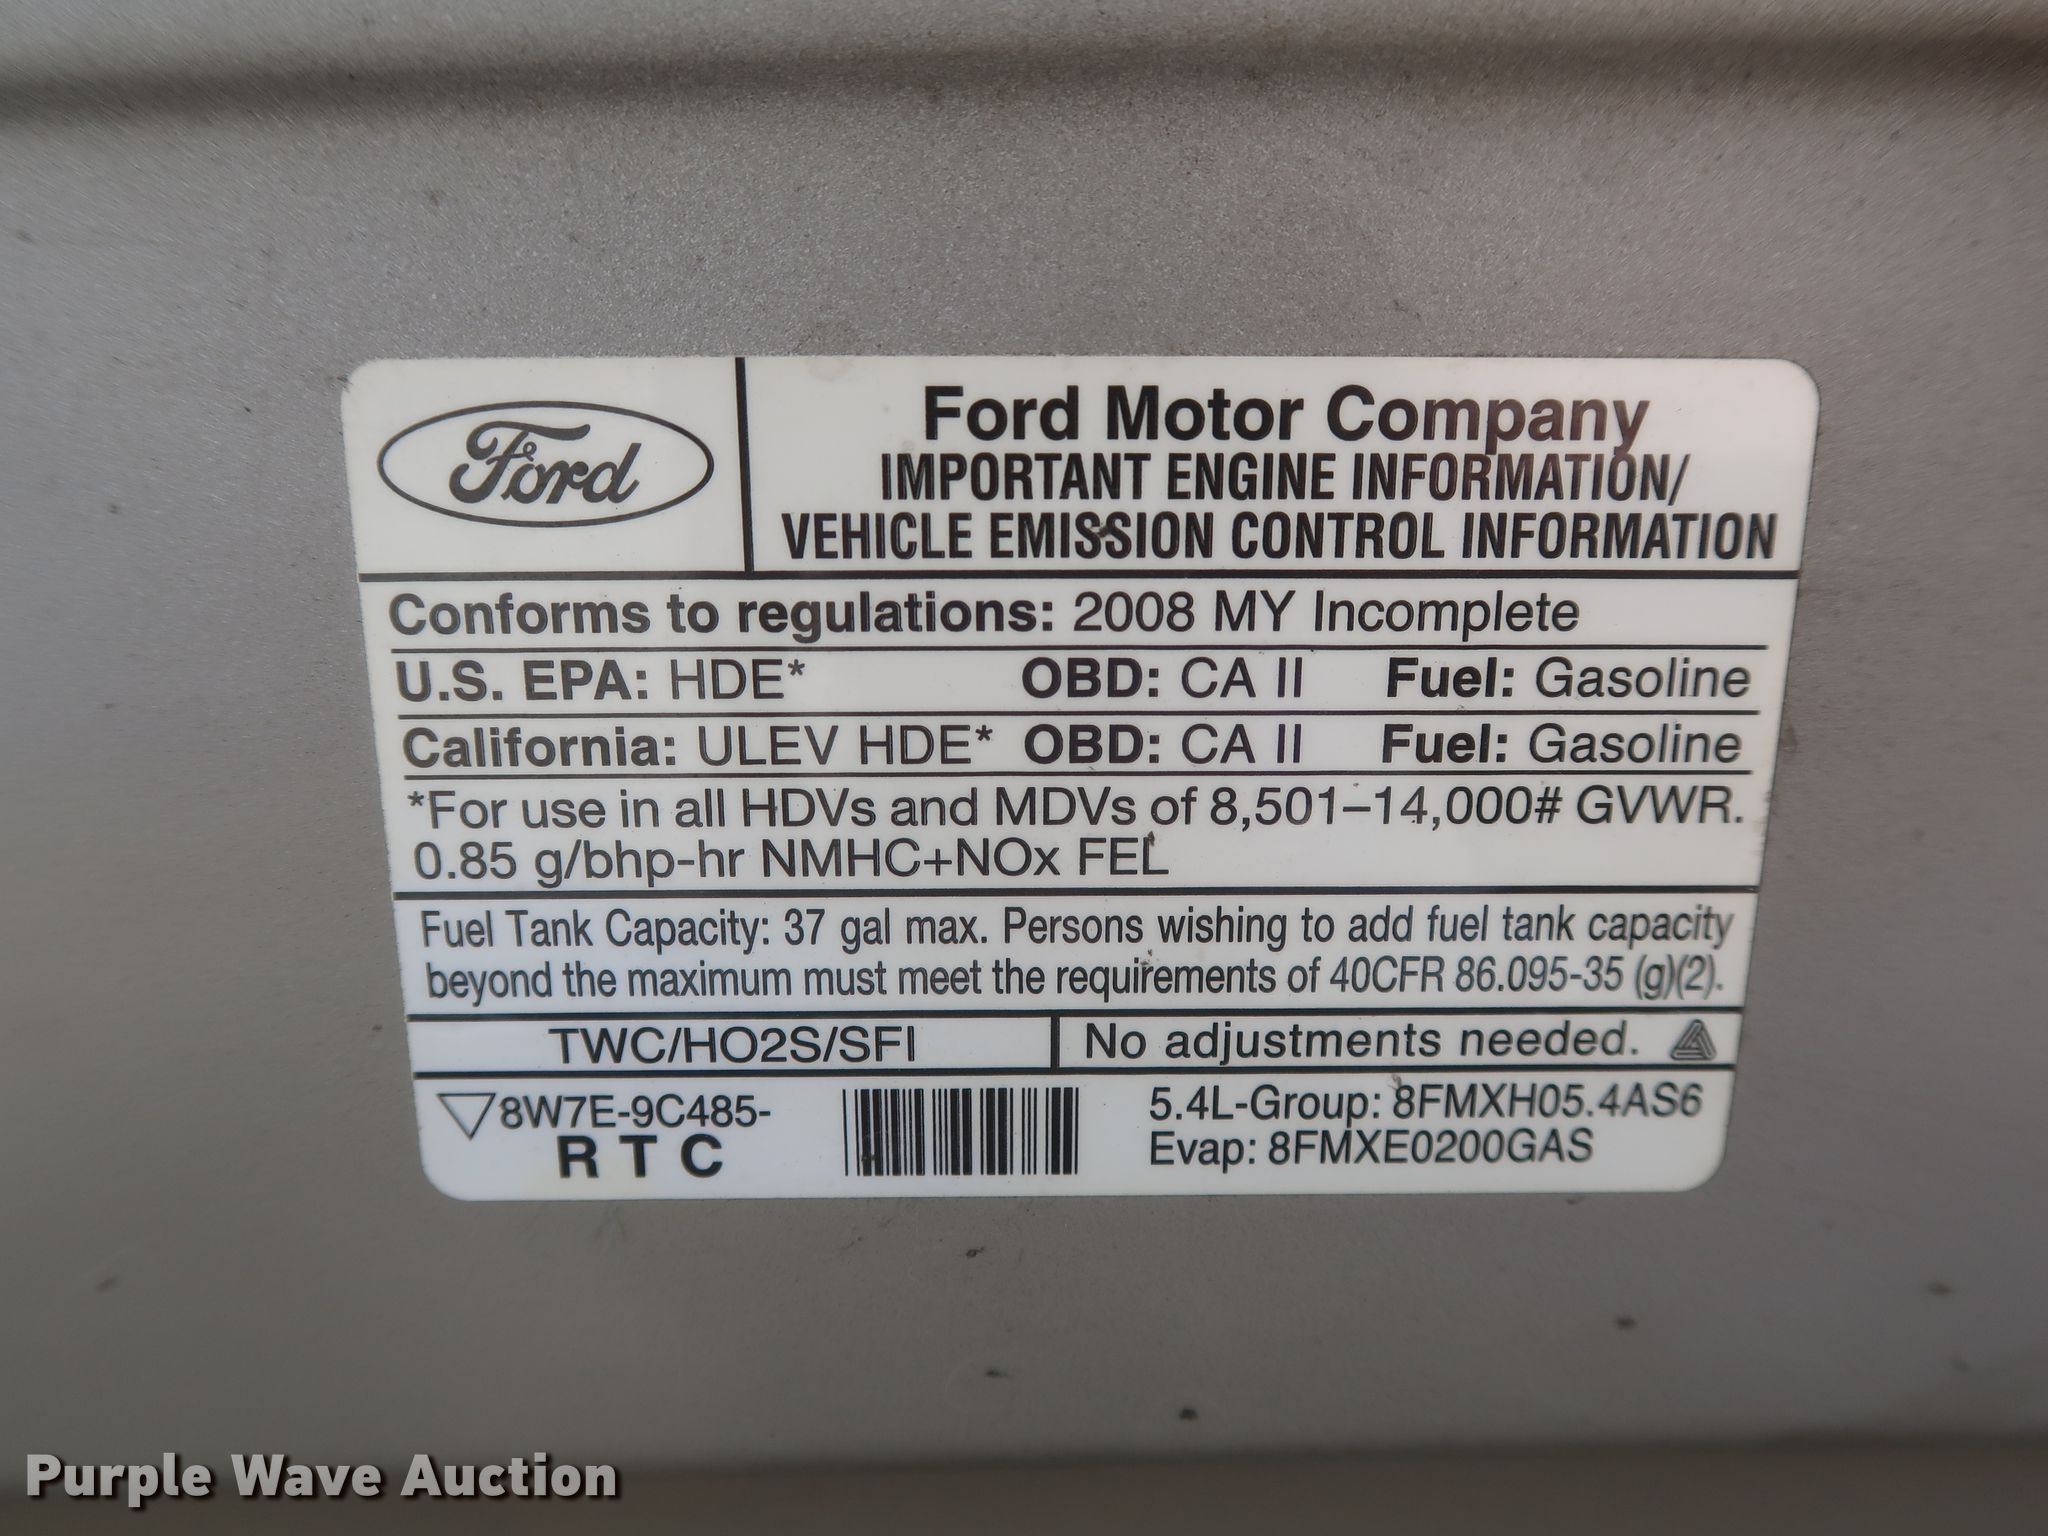 Ford
Ford Motor Company
IMPORTANT ENGINE INFORMATION/
VEHICLE EMISSION CONTROL INFORMATION
Conforms to regulations: 2008 MY Incomplete
U.S. EPA: HDE* OBD: CA II Fuel: Gasoline
California: ULEV HDE* OBD: CA II Fuel: Gasoline
*For use in all HDVs and MDVs of 8,501–14,000# GVWR.
0.85 g/bhp-hr NMHC+NOx FEL
Fuel Tank Capacity: 37 gal max. Persons wishing to add fuel tank capacity
beyond the maximum must meet the requirements of 40CFR 86.095-35 (g)(2).
TWC/HO2S/SFI No adjustments needed.
8W7E-9C485-
R T C
5.4L-Group: 8FMXH05.4AS6
Evap: 8FMXE0200GAS
Purple Wave Auction